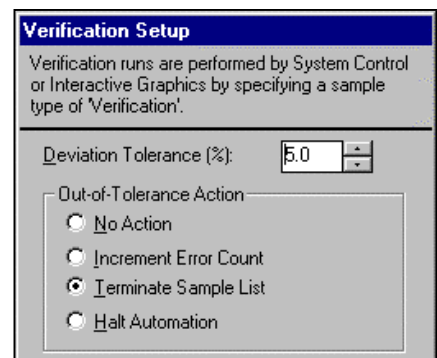 Verification Setup
Verification runs are performed by System Control
or Interactive Graphics by specifying a sample
type of 'Verification'.
Deviation Tolerance (%): 5.0
Out-of-Tolerance Action
No Action
Increment Error Count
Terminate Sample List
Halt Automation